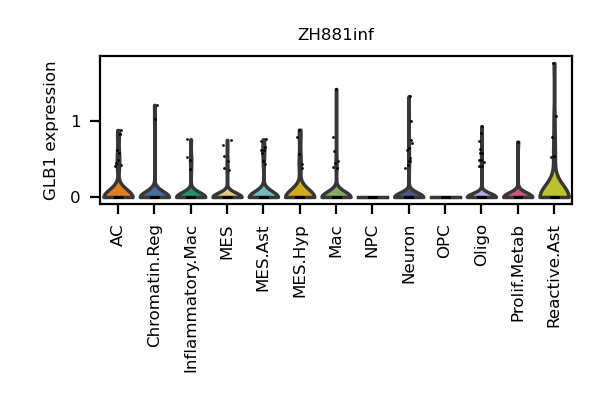 ZH881inf
GLB1 expression
1
0
AC
Chromatin.Reg
Inflammatory.Mac
MES
MES.Ast
MES.Hyp
Mac
NPC
Neuron
OPC
Oligo
Prolif.Metab
Reactive.Ast